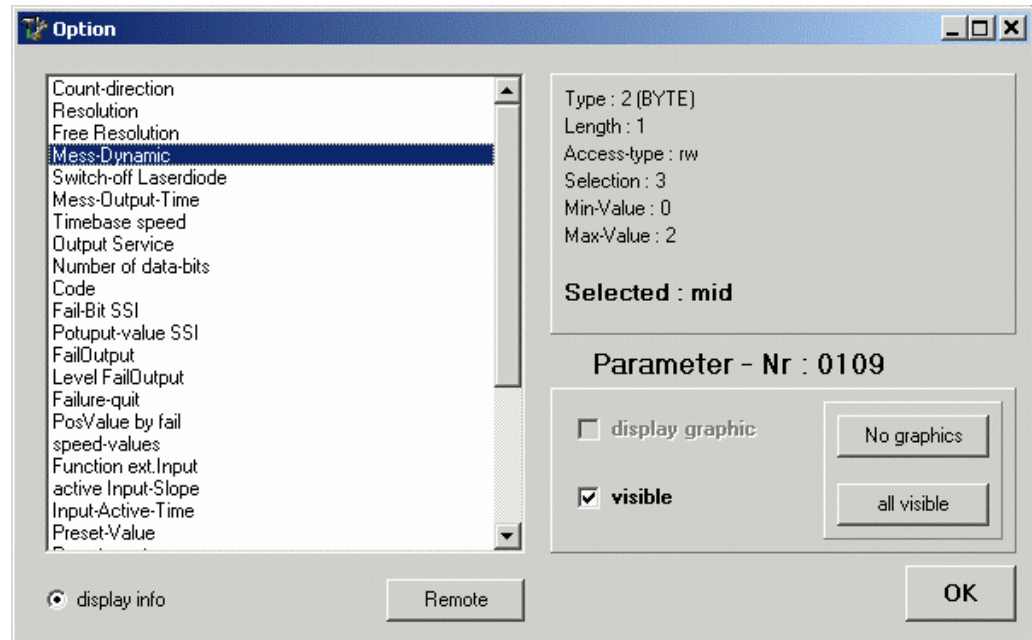 Option
Count-direction
Resolution
Free Resolution
Mess-Dynamic
Switch-off Laserdiode
Mess-Output-Time
Timebase speed
Output Service
Number of data-bits
Code
Fail-Bit SSI
Potuput-value SSI
FailOutput
Level FailOutput
Failure-quit
PosValue by fail
speed-values
Function ext.Input
active Input-Slope
Input-Active-Time
Preset-Value
Type : 2 (BYTE)
Length : 1
Access-type : rw
Selection : 3
Min-Value : 0
Max-Value : 2
Selected : mid
Parameter - Nr : 0109
display graphic
No graphics
visible
all visible
display info
Remote
OK